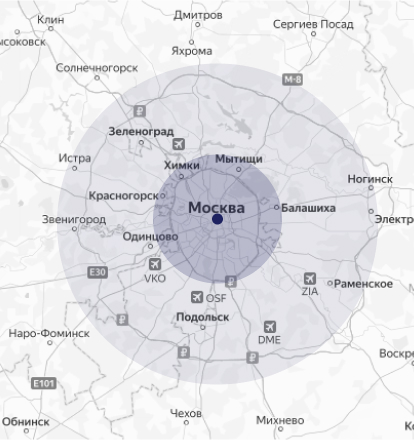 Клин
Дмитров
Сергиев Посад
ысоковск
Яхрома
Солнечногорск
М-8
₽
Зеленоград
Истра
Химки
Мытищи
Ногинск
Красногорск
Москва
Балашиха
Звенигород
Электр
Одинцово
E30
VKO
₽
ZIA
Раменское
OSF
Подольск
₽
DME
Наро-Фоминск
₽
₽
Воскре
E101
Чехов
Михнево
Обнинск
Ко